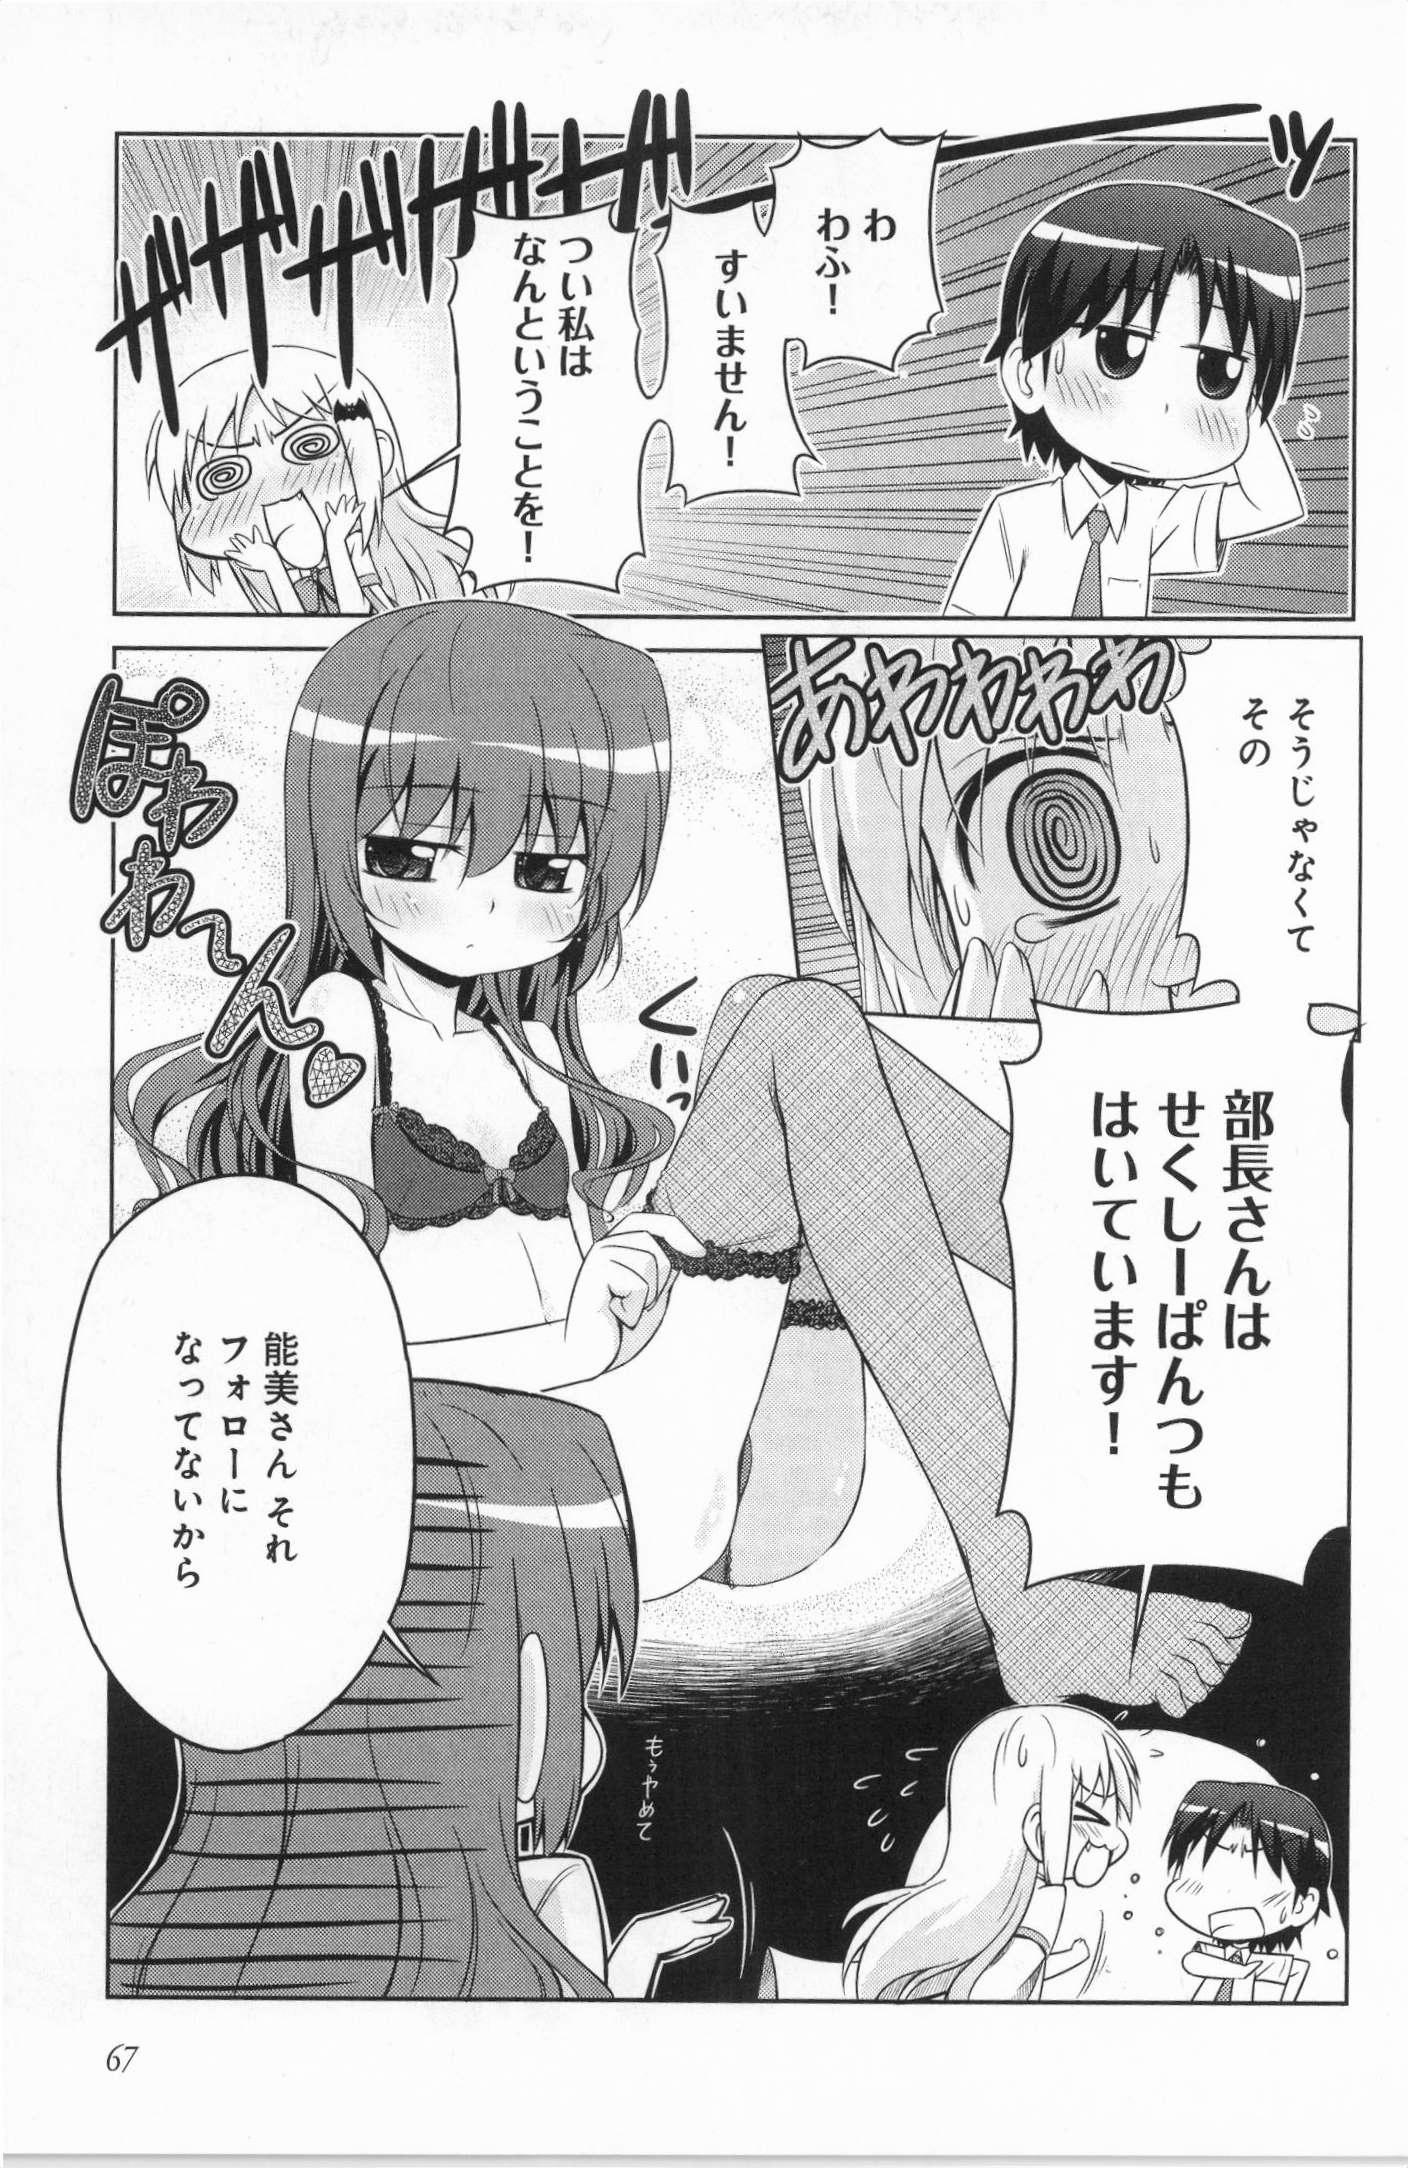 ッ
わ
わふ!
すいません!
つい私は
なんということを!
ザザザザーーッ
そうじゃなくて
その
あわわわわ
部長さんは
せくしーぱんつも
はいています!
くいっ
ぽわわ〜ん
能美さん それ
フォローに
なってないから
もぅヤめて
67